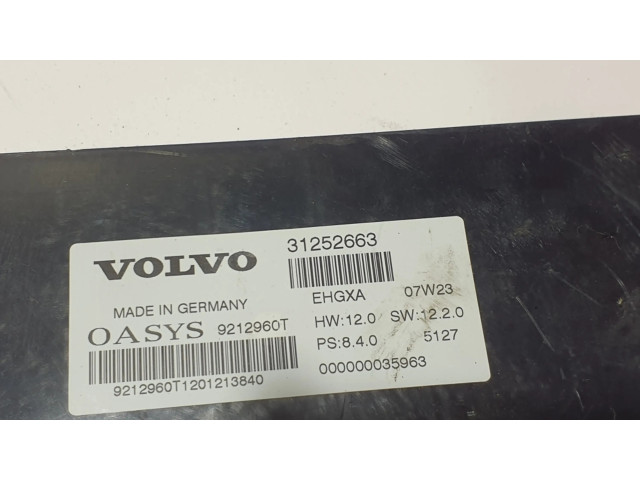 VOLVO
31252663
MADE IN GERMANY
EHGXA 07W23
OASYS 9212960T
HW:12.0 SW:12.2.0
PS:8.4.0 5127
9212960T1201213840
000000035963